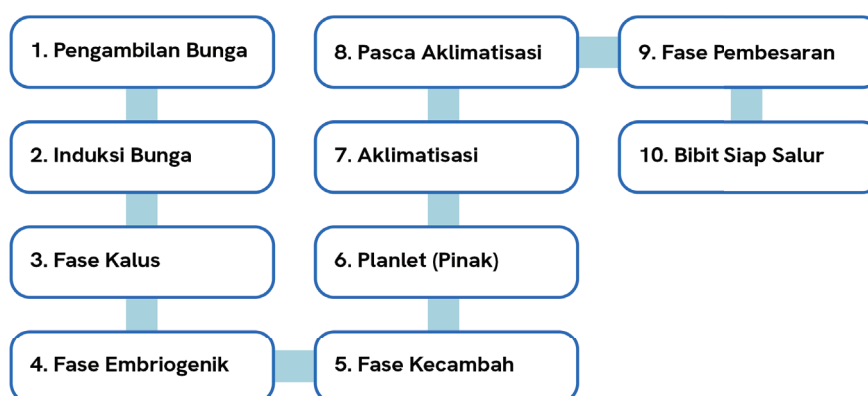 1. Pengambilan Bunga
2. Induksi Bunga
3. Fase Kalus
4. Fase Embriogenik
5. Fase Kecambah
6. Planlet (Pinak)
7. Aklimatisasi
8. Pasca Aklimatisasi
9. Fase Pembesaran
10. Bibit Siap Salur